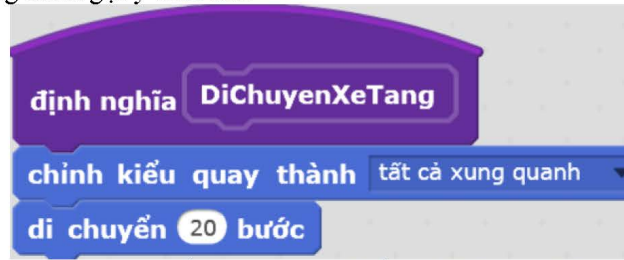 định nghĩa DiChuyenXeTang
chỉnh kiểu quay thành tất cả xung quanh
di chuyển 20 bước